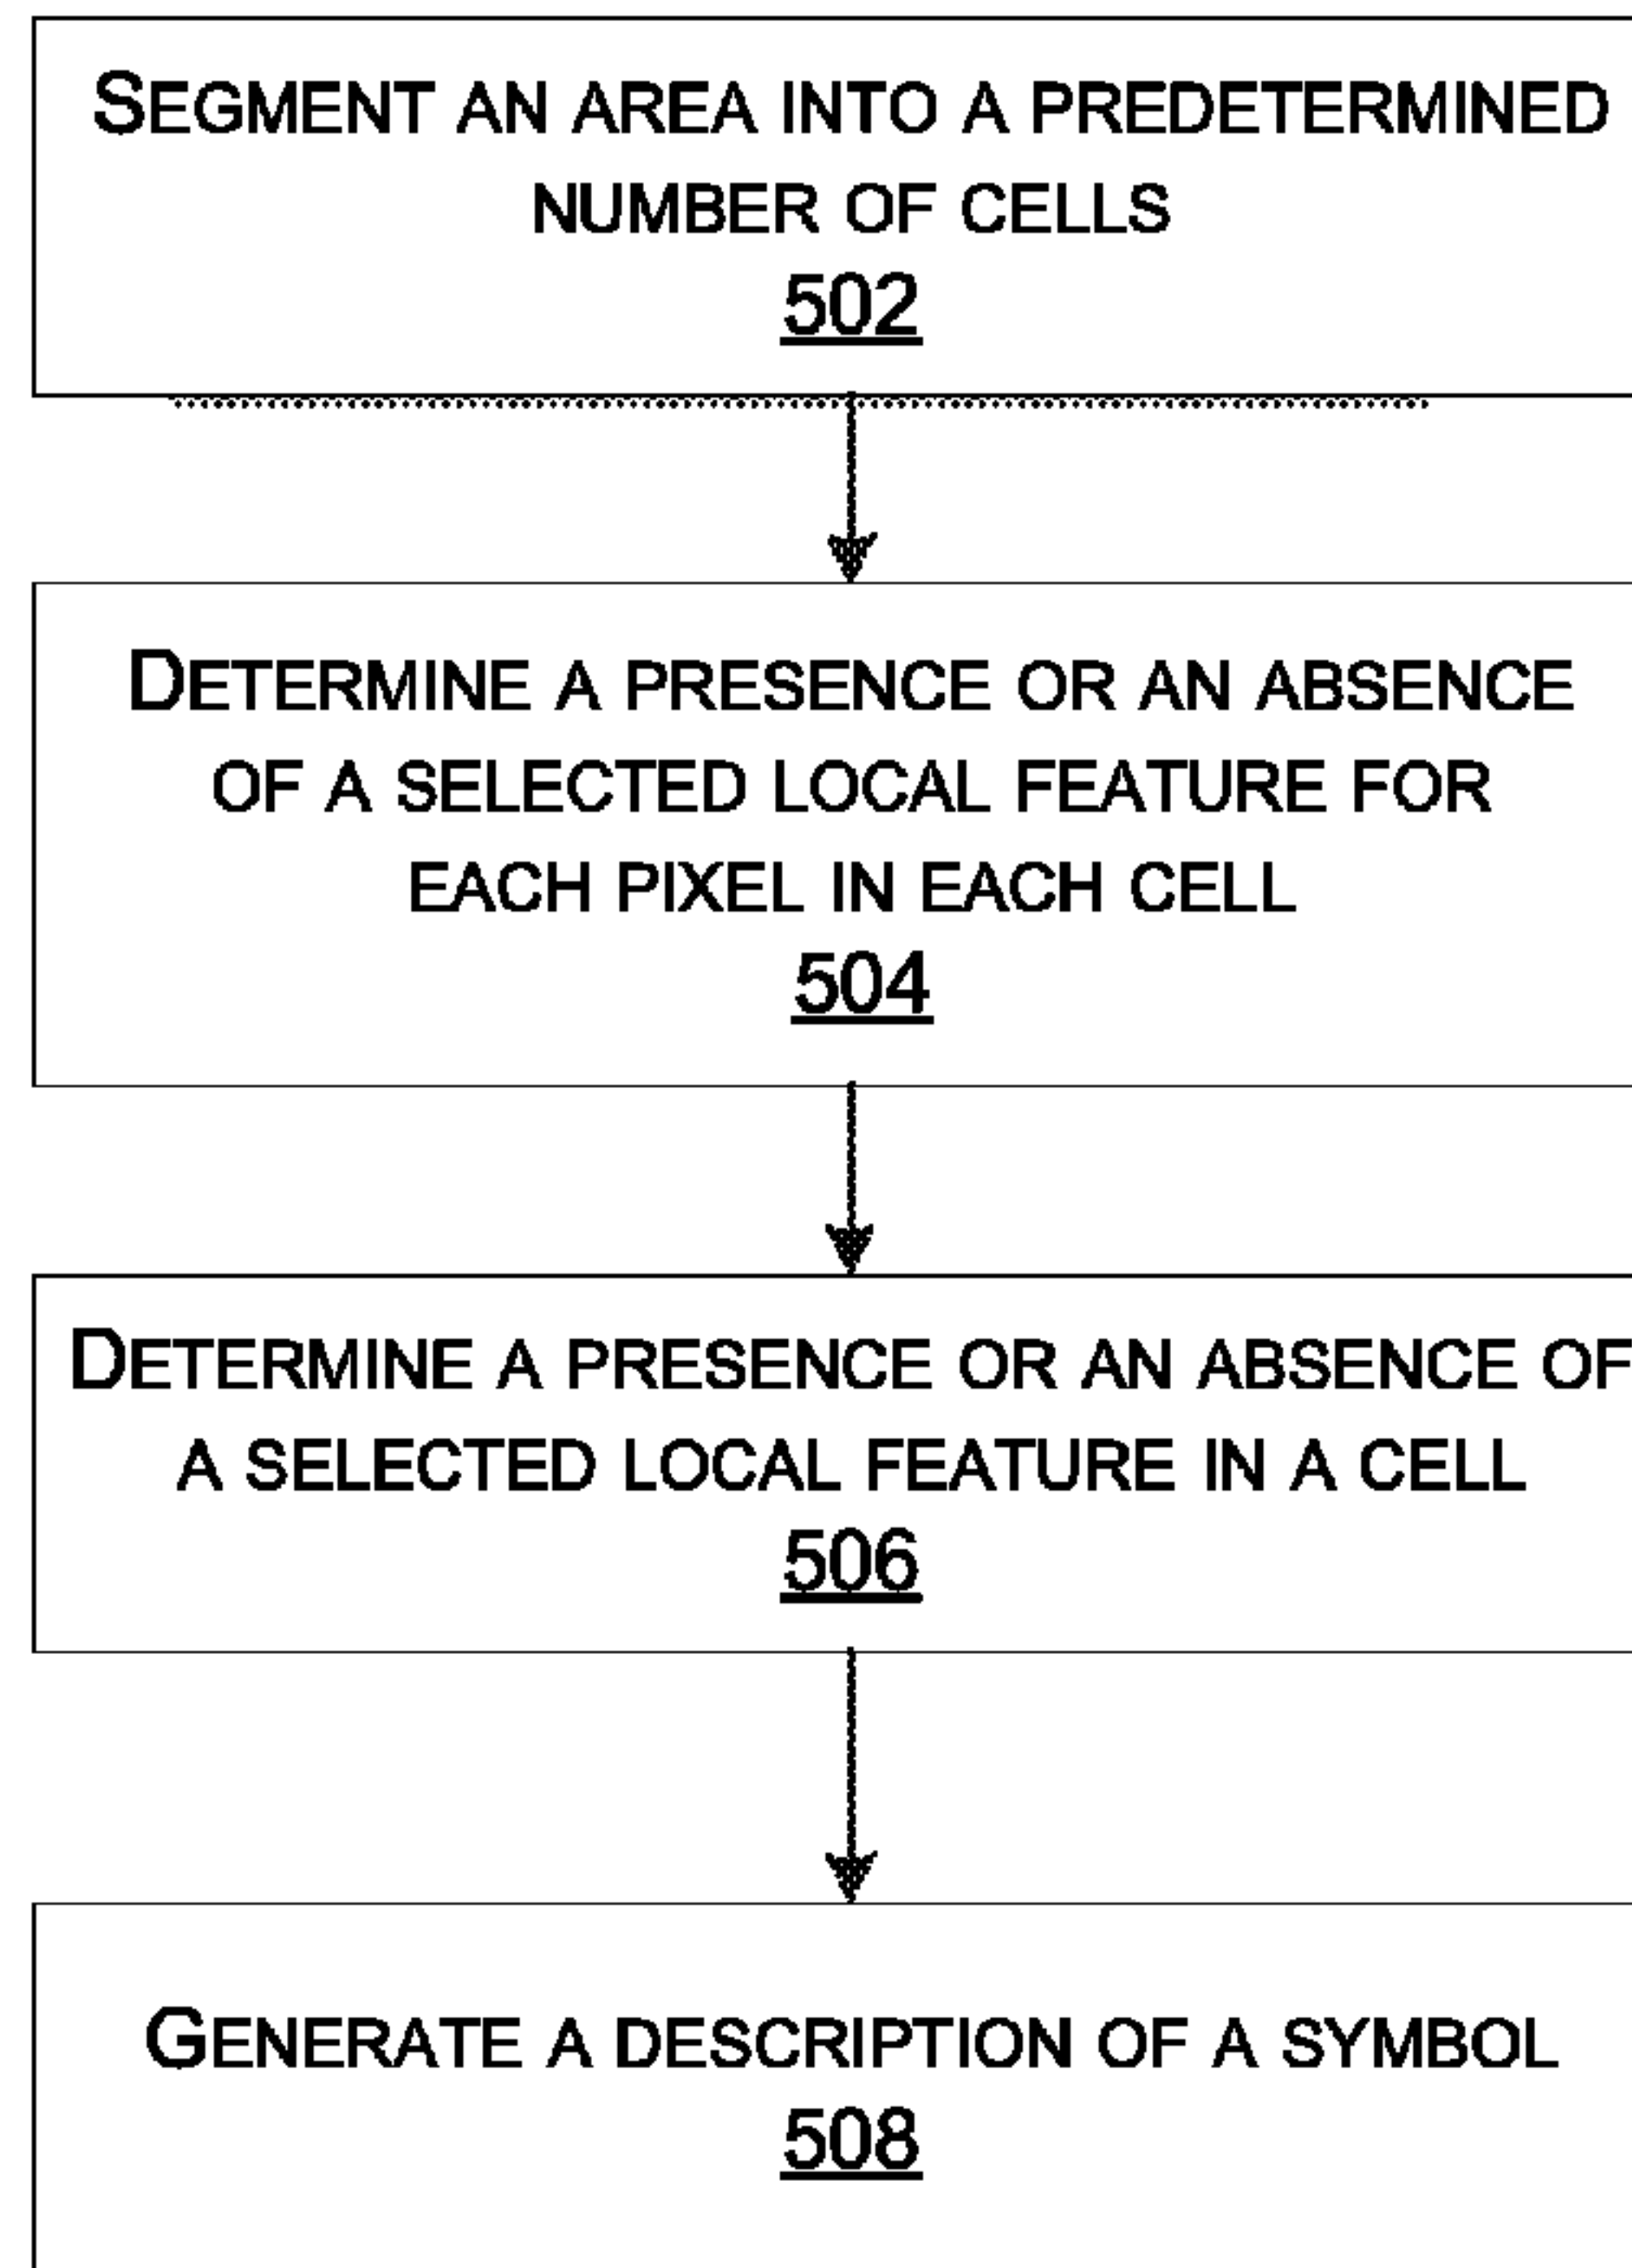 SEGMENT AN AREA INTO A PREDETERMINED
NUMBER OF CELLS
502
DETERMINE A PRESENCE OR AN ABSENCE
OF A SELECTED LOCAL FEATURE FOR
EACH PIXEL IN EACH CELL
504
DETERMINE A PRESENCE OR AN ABSENCE OF
A SELECTED LOCAL FEATURE IN A CELL
506
GENERATE A DESCRIPTION OF A SYMBOL
508